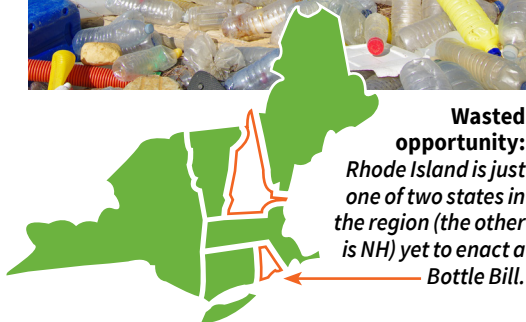 Wasted
opportunity:
Rhode Island is just
one of two states in
the region (the other
is NH) yet to enact a
Bottle Bill.